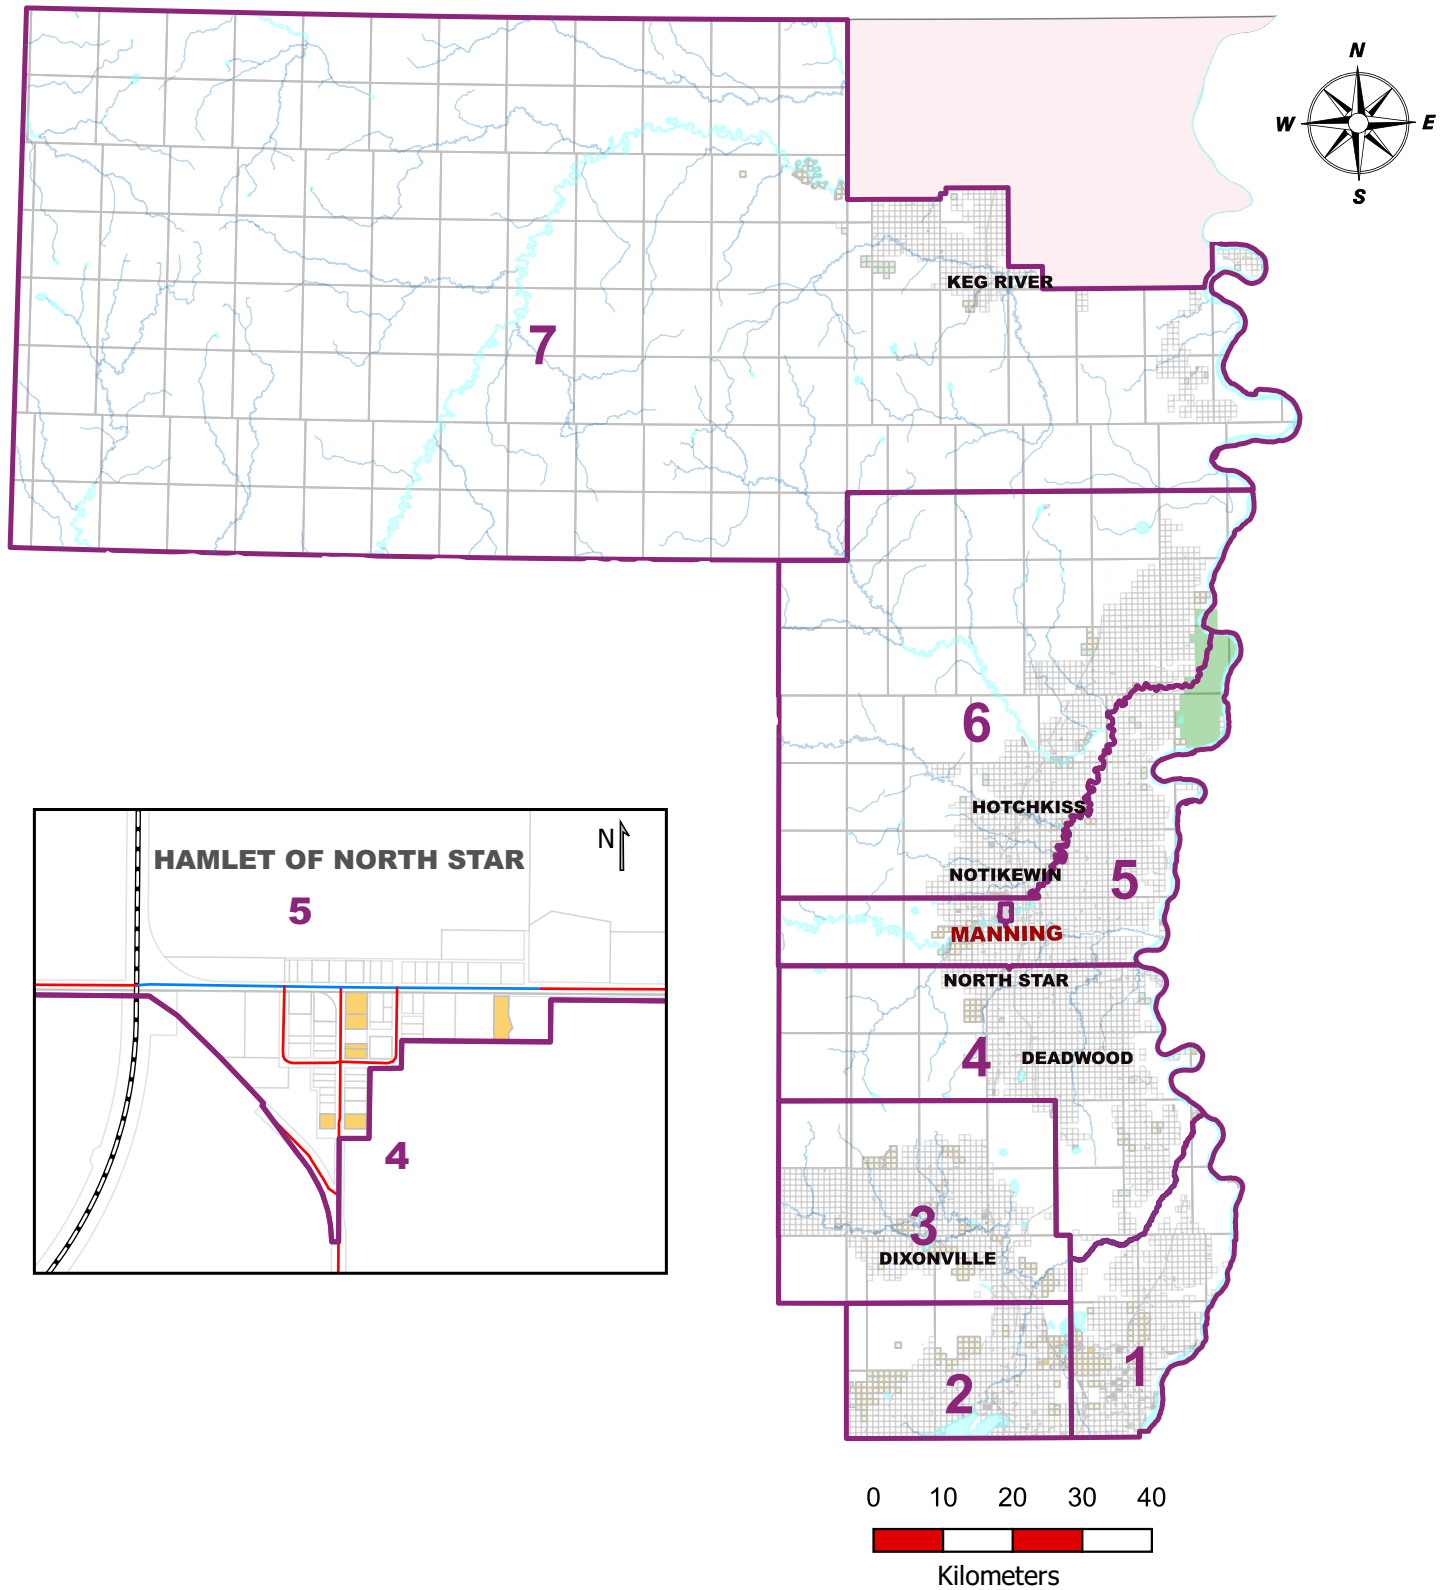 N
W E
S
KEG RIVER
7
6
HOTCHKISS
NOTIKEWIN
5
MANNING
NORTH STAR
4
DEADWOOD
3
DIXONVILLE
1
2
HAMLET OF NORTH STAR
N
5
4
0 10 20 30 40
Kilometers